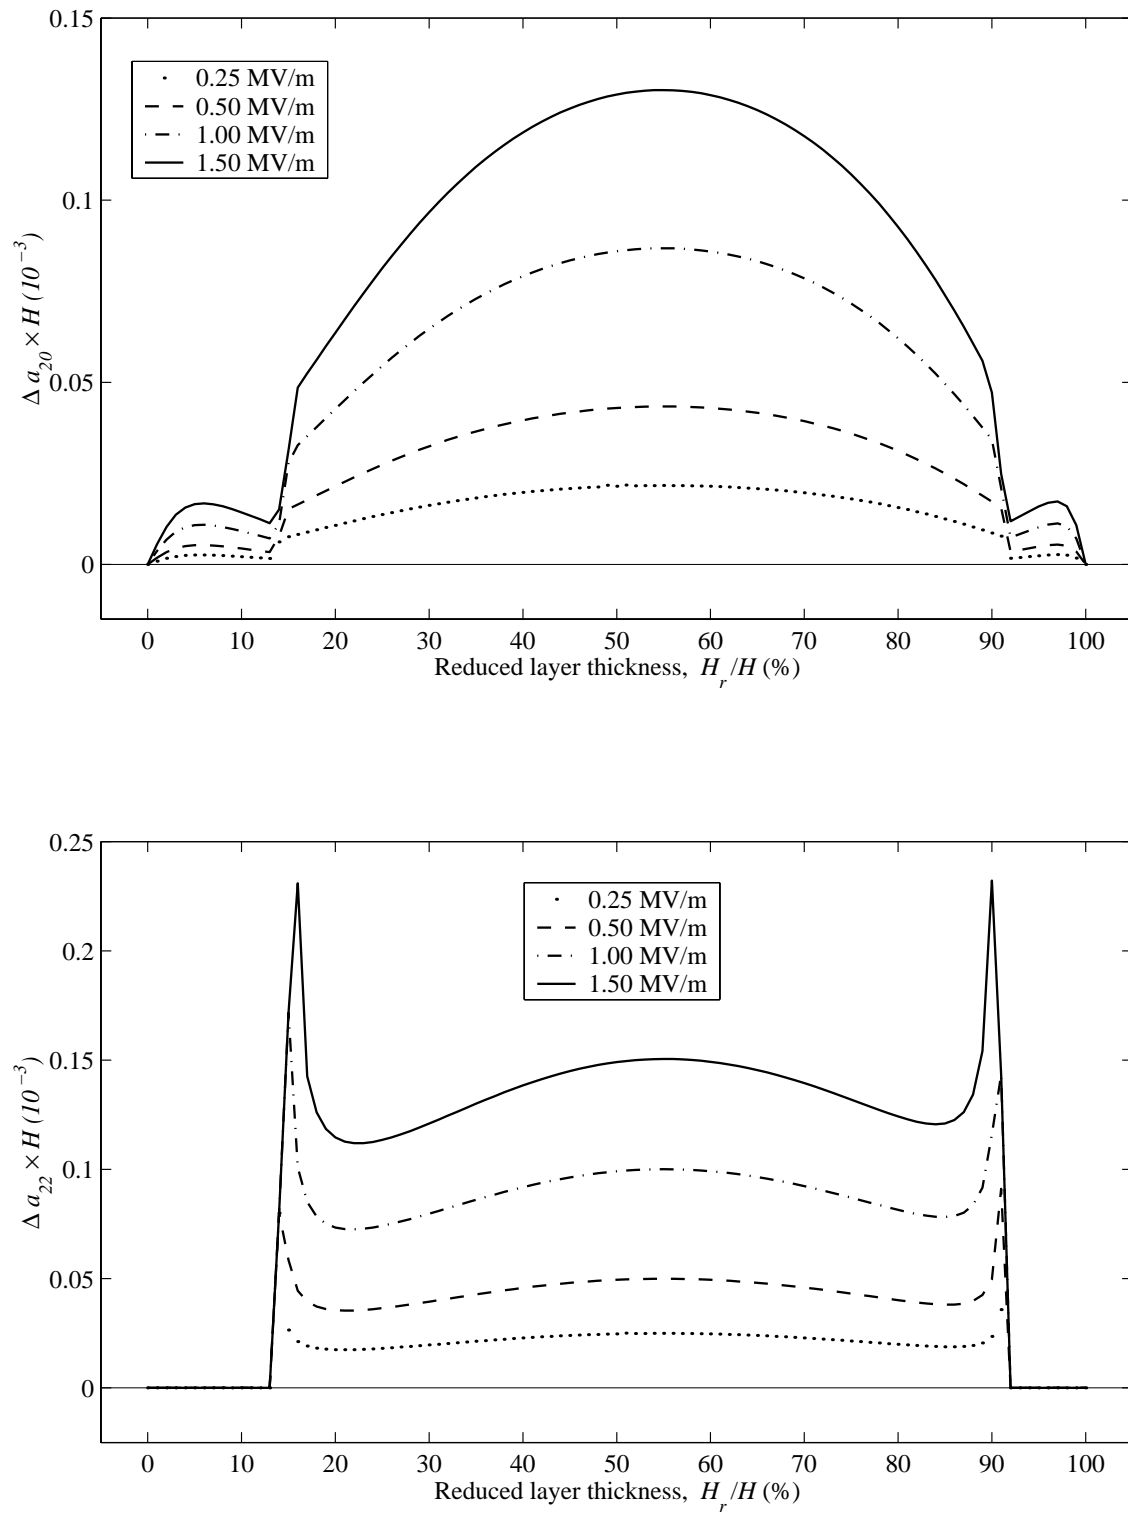 0.15
0.25 MV/m
0.50 MV/m
1.00 MV/m
1.50 MV/m
0.1
0.05
0
Δ a₂₀ × H (10⁻³)
0 10 20 30 40 50 60 70 80 90 100
Reduced layer thickness, Hᵣ/H (%)
0.25
0.25 MV/m
0.50 MV/m
1.00 MV/m
1.50 MV/m
0.2
0.15
0.1
0.05
0
Δ a₂₂ × H (10⁻³)
0 10 20 30 40 50 60 70 80 90 100
Reduced layer thickness, Hᵣ/H (%)